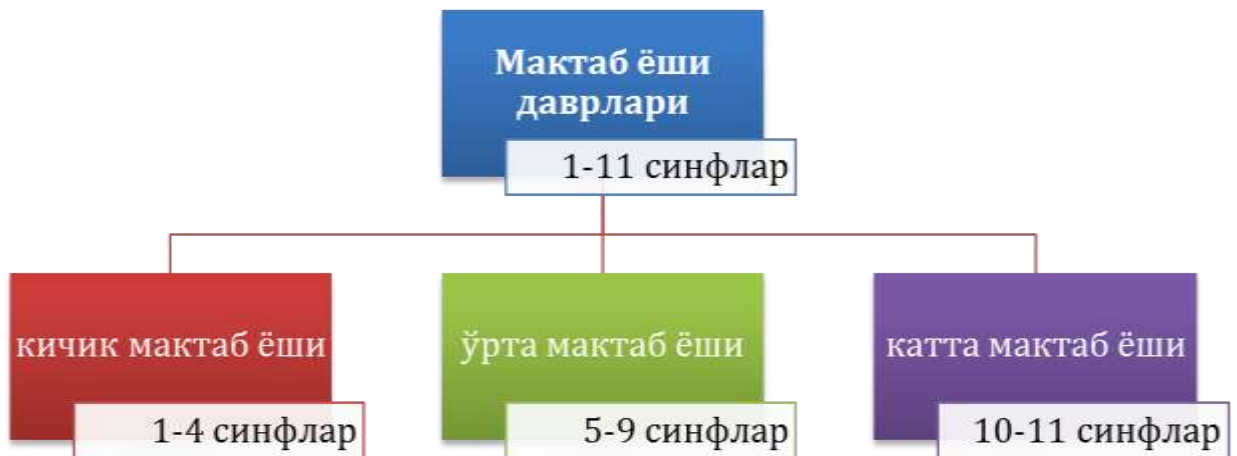 Мактаб ёши
даврлари
1-11 синфлар
кичик мактаб ёши
1-4 синфлар
ўрта мактаб ёши
5-9 синфлар
катта мактаб ёши
10-11 синфлар